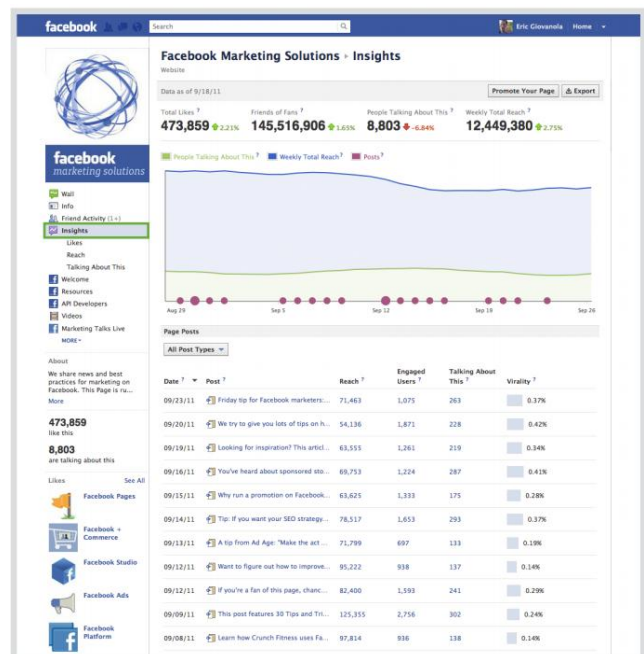 facebook
Search
Eric Giovanola Home
Facebook Marketing Solutions ▸ Insights
Website
Data as of 9/18/11
Promote Your Page
Export
Total Likes ?
473,859 2.21%
Friends of Fans ?
145,516,906 1.65%
People Talking About This ?
8,803 -6.84%
Weekly Total Reach ?
12,449,380 2.75%
People Talking About This ? Weekly Total Reach ? Posts ?
Aug 29 Sep 5 Sep 12 Sep 19 Sep 26
Page Posts
All Post Types
Date ? Post ? Reach ? Engaged Users ? Talking About This ? Virality ?
09/23/11 Friday tip for Facebook marketers:... 71,463 1,075 263 0.37%
09/20/11 We try to give you lots of tips on h... 54,136 1,871 228 0.42%
09/19/11 Looking for inspiration? This articl... 63,555 1,261 219 0.34%
09/16/11 You've heard about sponsored sto... 69,753 1,224 287 0.41%
09/15/11 Why run a promotion on Facebook... 63,625 1,333 175 0.28%
09/14/11 Tip: If you want your SEO strategy... 78,517 1,653 293 0.37%
09/13/11 A tip from Ad Age: "Make the act ... 71,799 697 133 0.19%
09/12/11 Want to figure out how to improve... 95,222 938 137 0.14%
09/12/11 If you're a fan of this page, chanc... 82,400 1,593 241 0.29%
09/09/11 This post features 30 Tips and Tri... 125,355 2,756 302 0.24%
09/08/11 Learn how Crunch Fitness uses Fa... 97,814 936 138 0.14%
facebook
marketing solutions
Wall
Info
Friend Activity (1+)
Insights
Likes
Reach
Talking About This
Welcome
Resources
API Developers
Videos
Marketing Talks Live
MORE
About
We share news and best
practices for marketing on
Facebook. This Page is ru...
More
473,859
like this
8,803
are talking about this
Likes See All
Facebook Pages
Facebook +
Commerce
Facebook Studio
Facebook Ads
Facebook
Platform